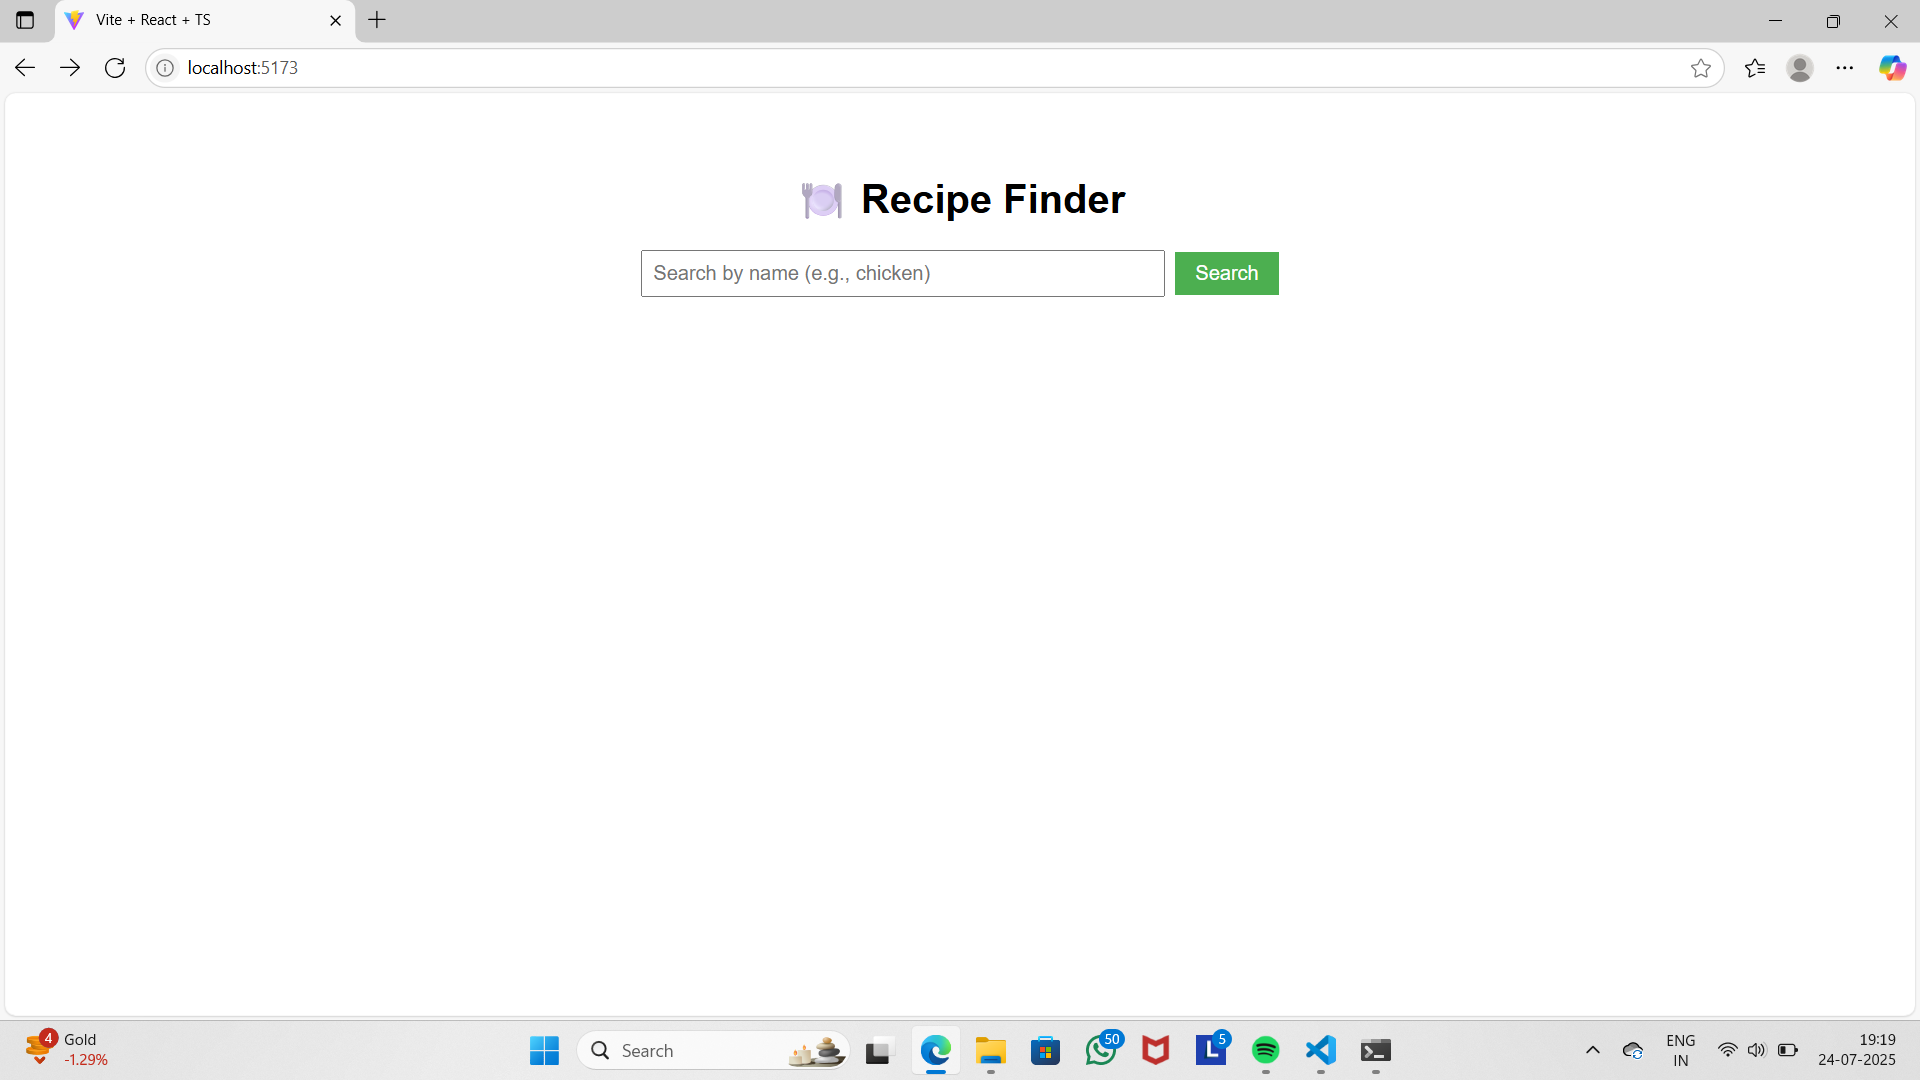 Vite + React + TS
localhost:5173
🍽️ Recipe Finder
Search by name (e.g., chicken)
Search
4
Gold
-1.29%
Search
50
L
5
ENG
IN
19:19
24-07-2025